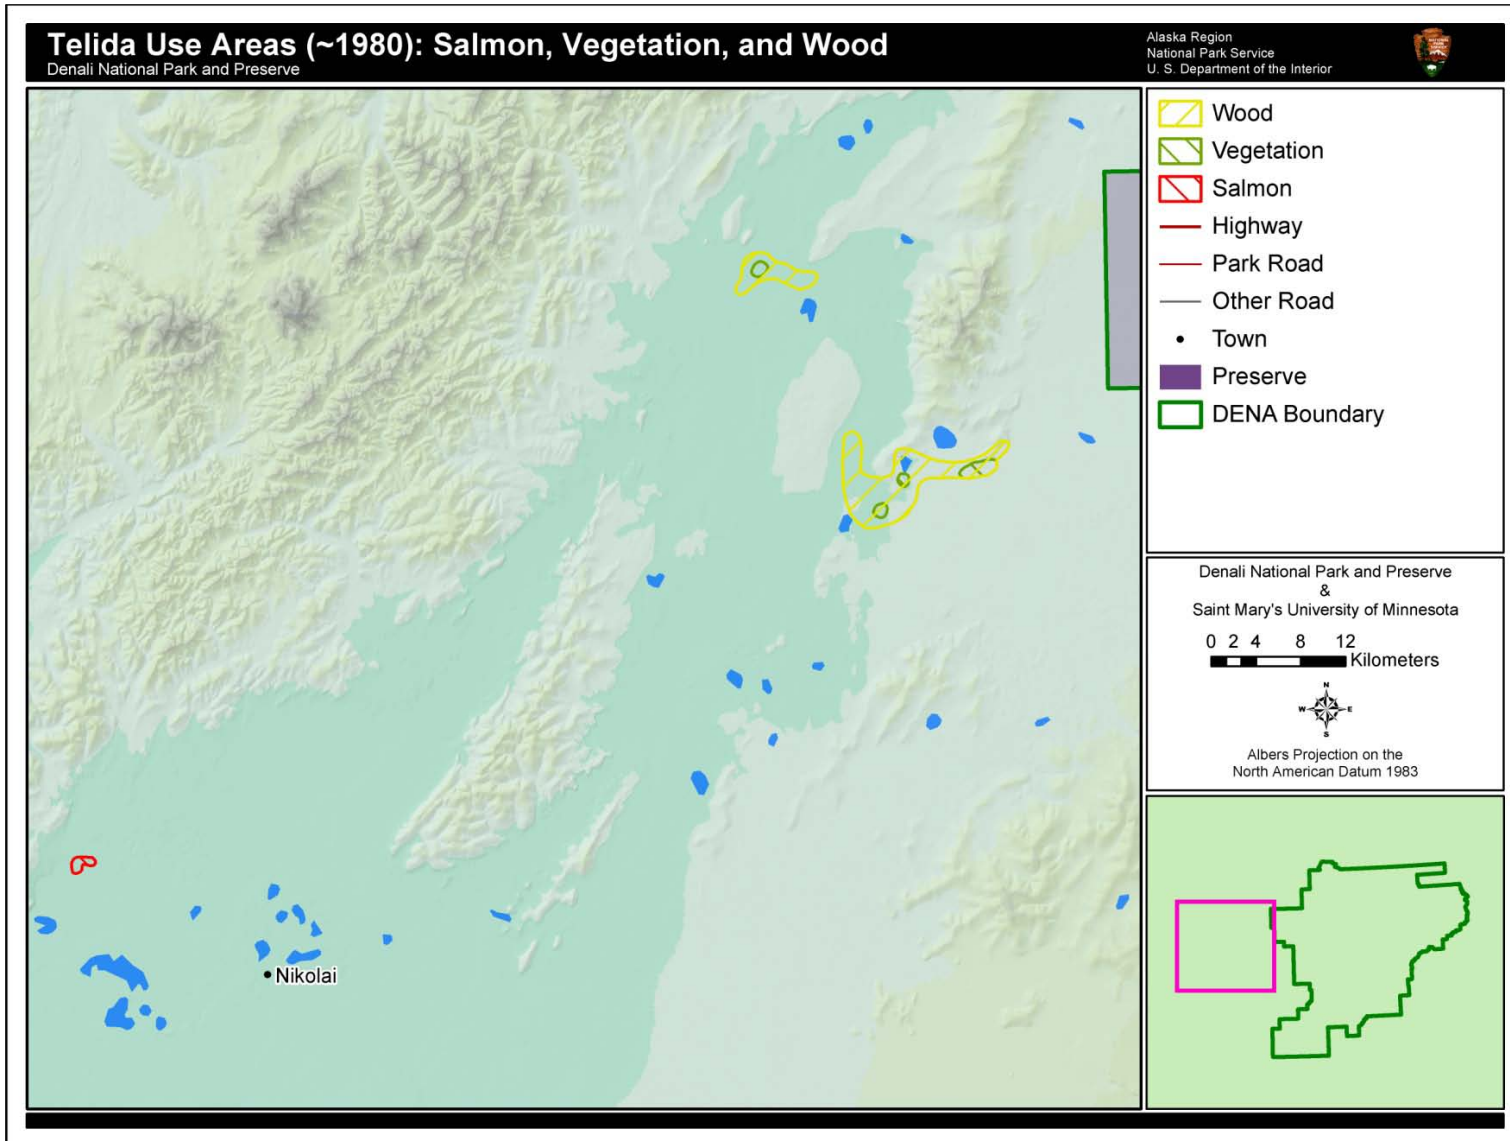 Telida Use Areas (~1980): Salmon, Vegetation, and Wood
Denali National Park and Preserve
Alaska Region
National Park Service
U. S. Department of the Interior
Wood
Vegetation
Salmon
Highway
Park Road
Other Road
Town
Preserve
DENA Boundary
Nikolai
Denali National Park and Preserve
&
Saint Mary's University of Minnesota
0 2 4 8 12
Kilometers
N
W E
S
Albers Projection on the
North American Datum 1983